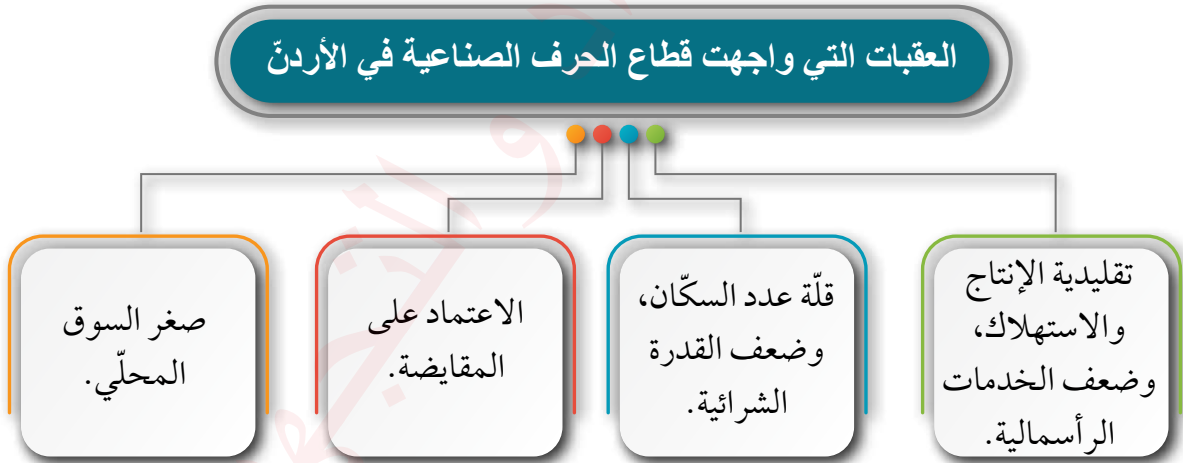 العقبات التي واجهت قطاع الحرف الصناعية في الأردنّ
تقليدية الإنتاج
والاستهلاك،
وضعف الخدمات
الرأسمالية.
قلّة عدد السكّان،
وضعف القدرة
الشرائية.
الاعتماد على
المقايضة.
صغر السوق
المحلّي.